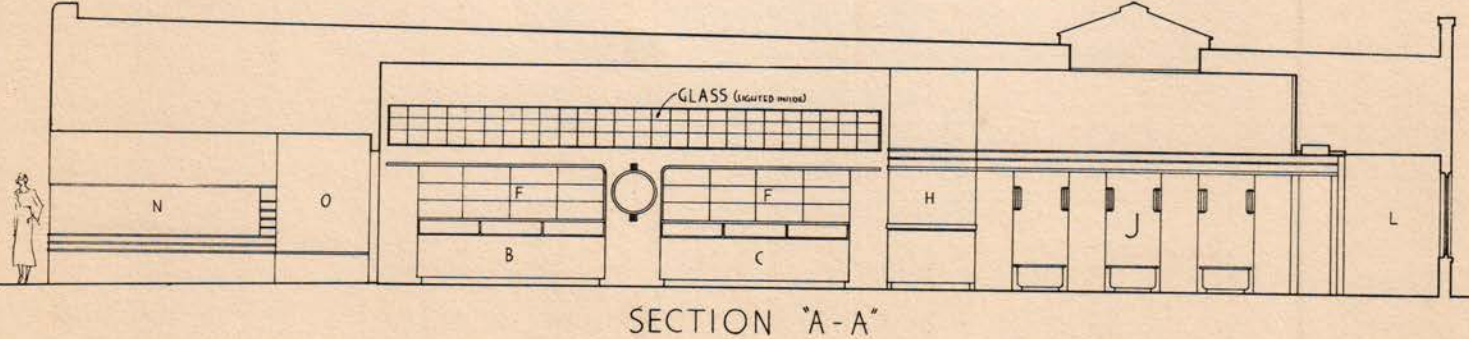 GLASS (LIGHTED INSIDE)
N
O
F
F
H
J
L
B
C
SECTION "A-A"